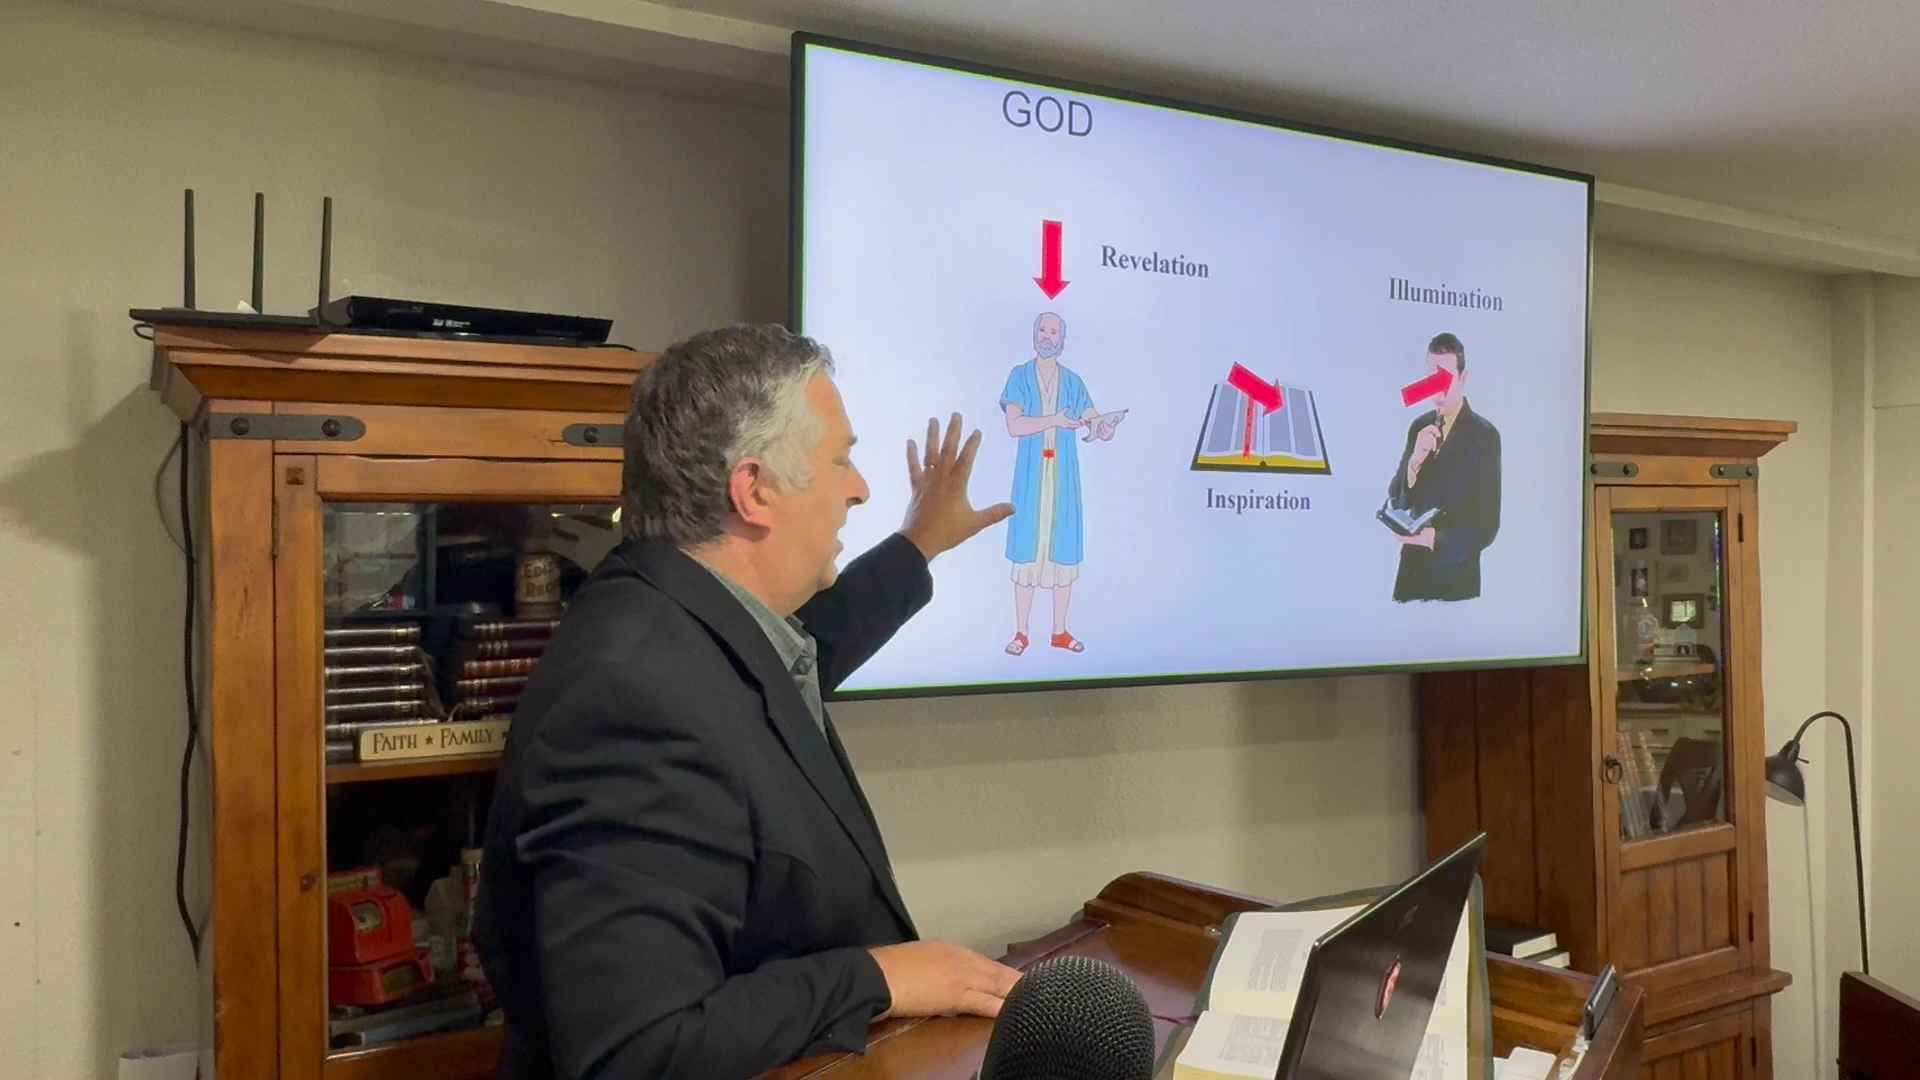 GOD
Revelation
Illumination
Inspiration
FAITH ★ FAMILY ★